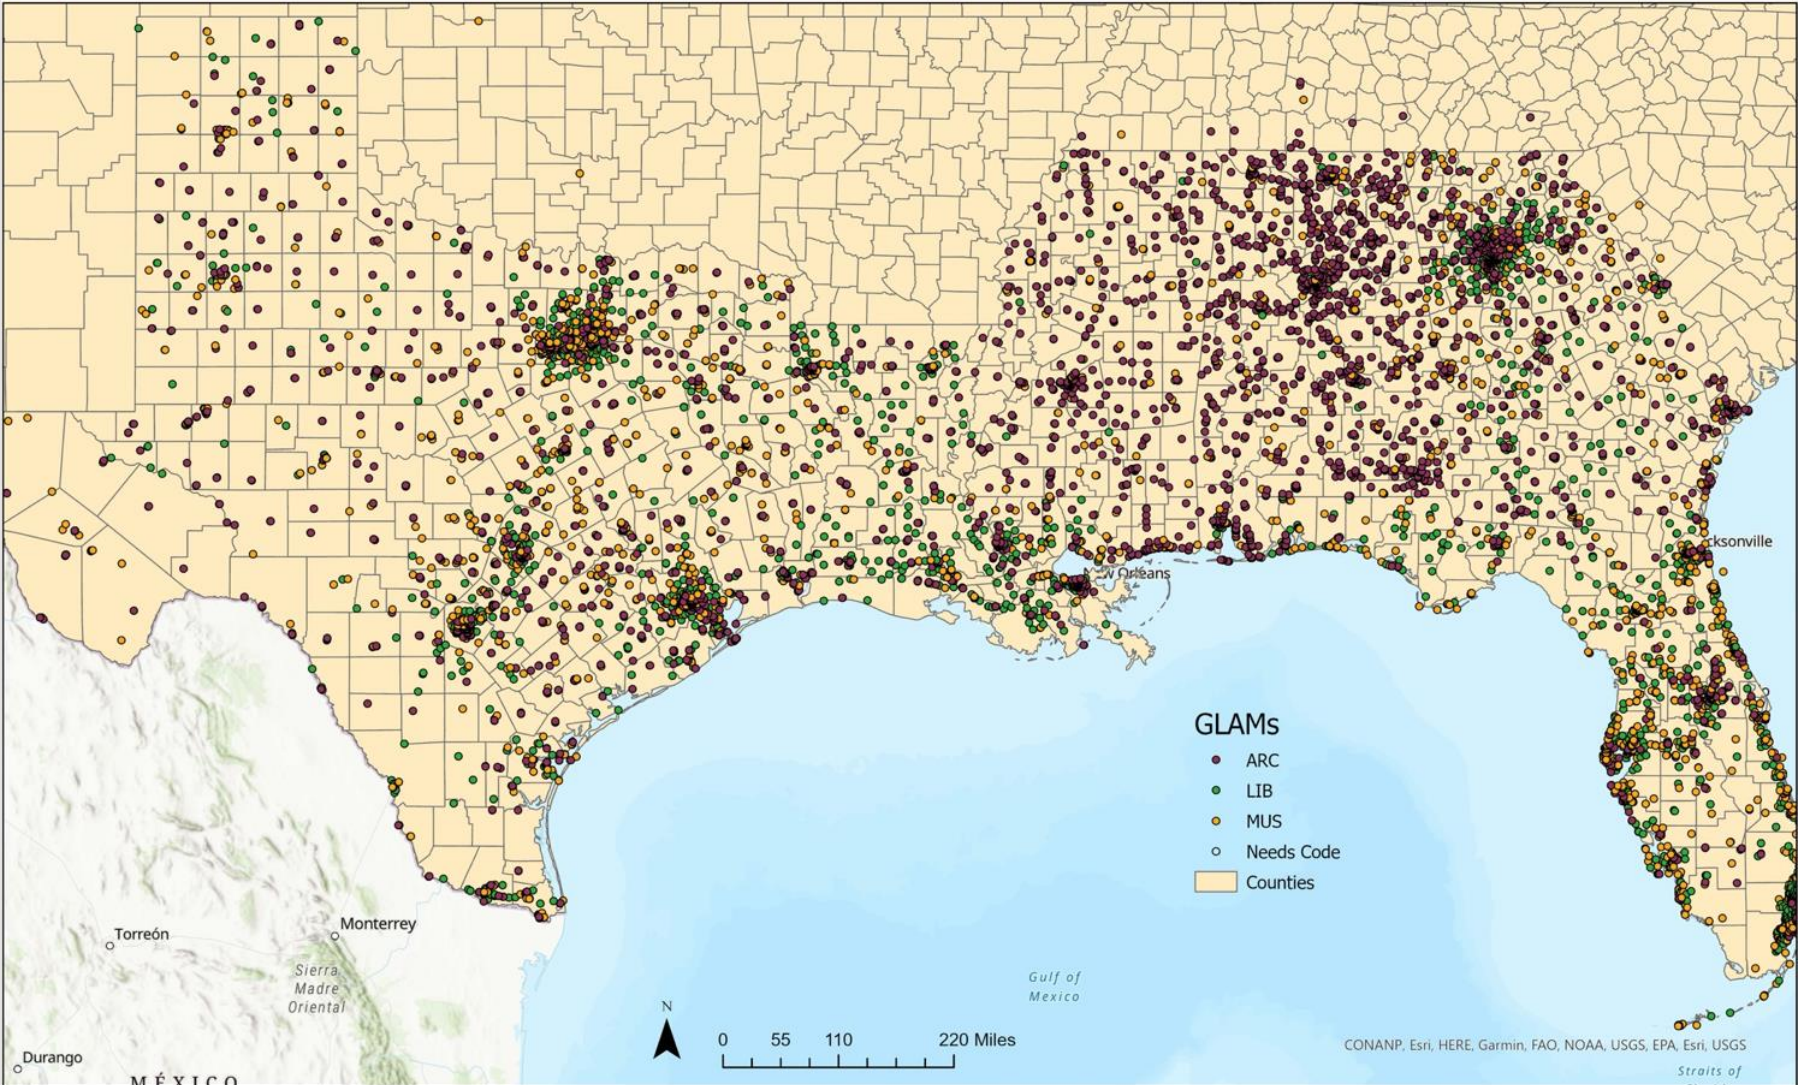 cksonville
New Orleans
GLAMs
ARC
LIB
MUS
Needs Code
Counties
Torreón
Monterrey
Sierra
Madre
Oriental
Gulf of
Mexico
N
0 55 110 220 Miles
CONANP, Esri, HERE, Garmin, FAO, NOAA, USGS, EPA, Esri, USGS
Durango
MÉXICO
Straits of